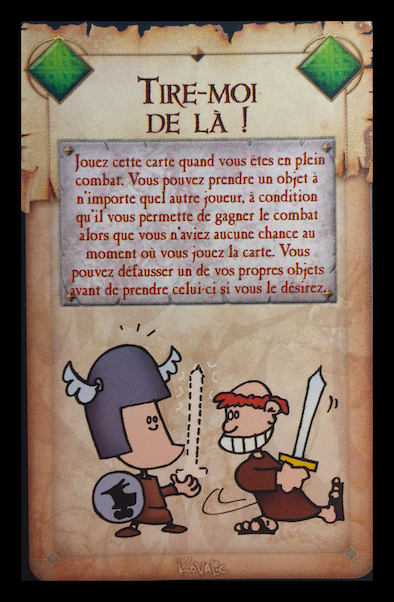 TIRE-MOI
DE LÀ !
Jouez cette carte quand vous êtes en plein
combat. Vous pouvez prendre un objet à
n'importe quel autre joueur, à condition
qu'il vous permette de gagner le combat
alors que vous n'aviez aucune chance au
moment où vous jouez la carte. Vous
pouvez défausser un de vos propres objets
avant de prendre celui-ci si vous le désirez.
KOVALIC